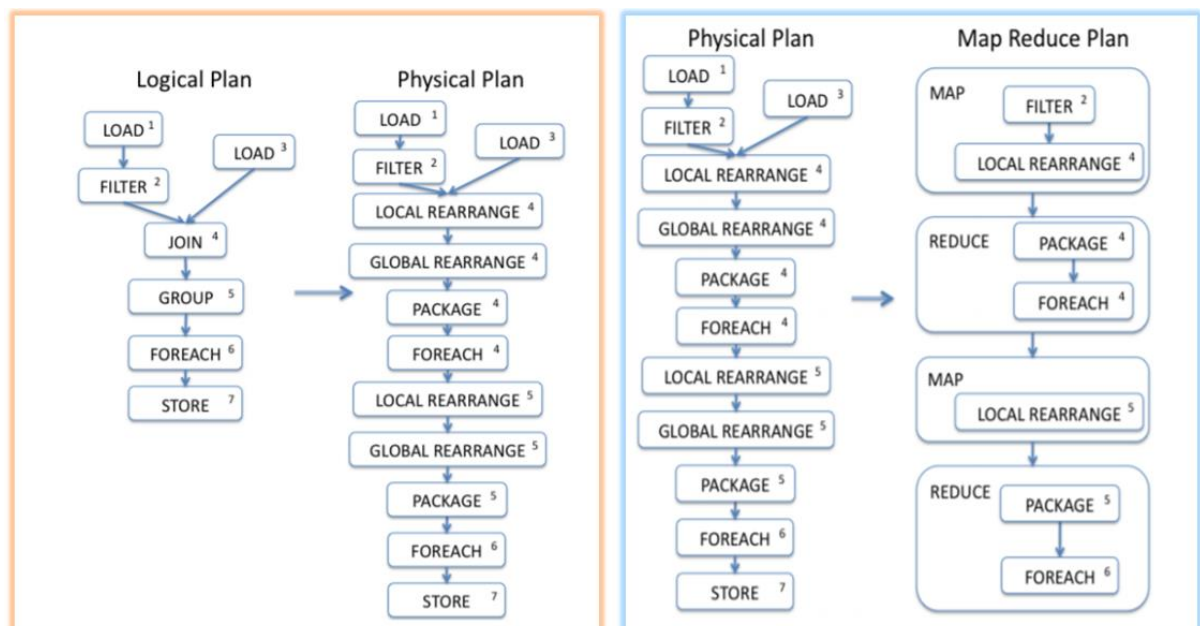 Logical Plan
LOAD 1
LOAD 3
FILTER 2
JOIN 4
GROUP 5
FOREACH 6
STORE 7
Physical Plan
LOAD 1
LOAD 3
FILTER 2
LOCAL REARRANGE 4
GLOBAL REARRANGE 4
PACKAGE 4
FOREACH 4
LOCAL REARRANGE 5
GLOBAL REARRANGE 5
PACKAGE 5
FOREACH 6
STORE 7
Physical Plan
LOAD 1
LOAD 3
FILTER 2
LOCAL REARRANGE 4
GLOBAL REARRANGE 4
PACKAGE 4
FOREACH 4
LOCAL REARRANGE 5
GLOBAL REARRANGE 5
PACKAGE 5
FOREACH 6
STORE 7
Map Reduce Plan
MAP
FILTER 2
LOCAL REARRANGE 4
REDUCE
PACKAGE 4
FOREACH 4
MAP
LOCAL REARRANGE 5
REDUCE
PACKAGE 5
FOREACH 6